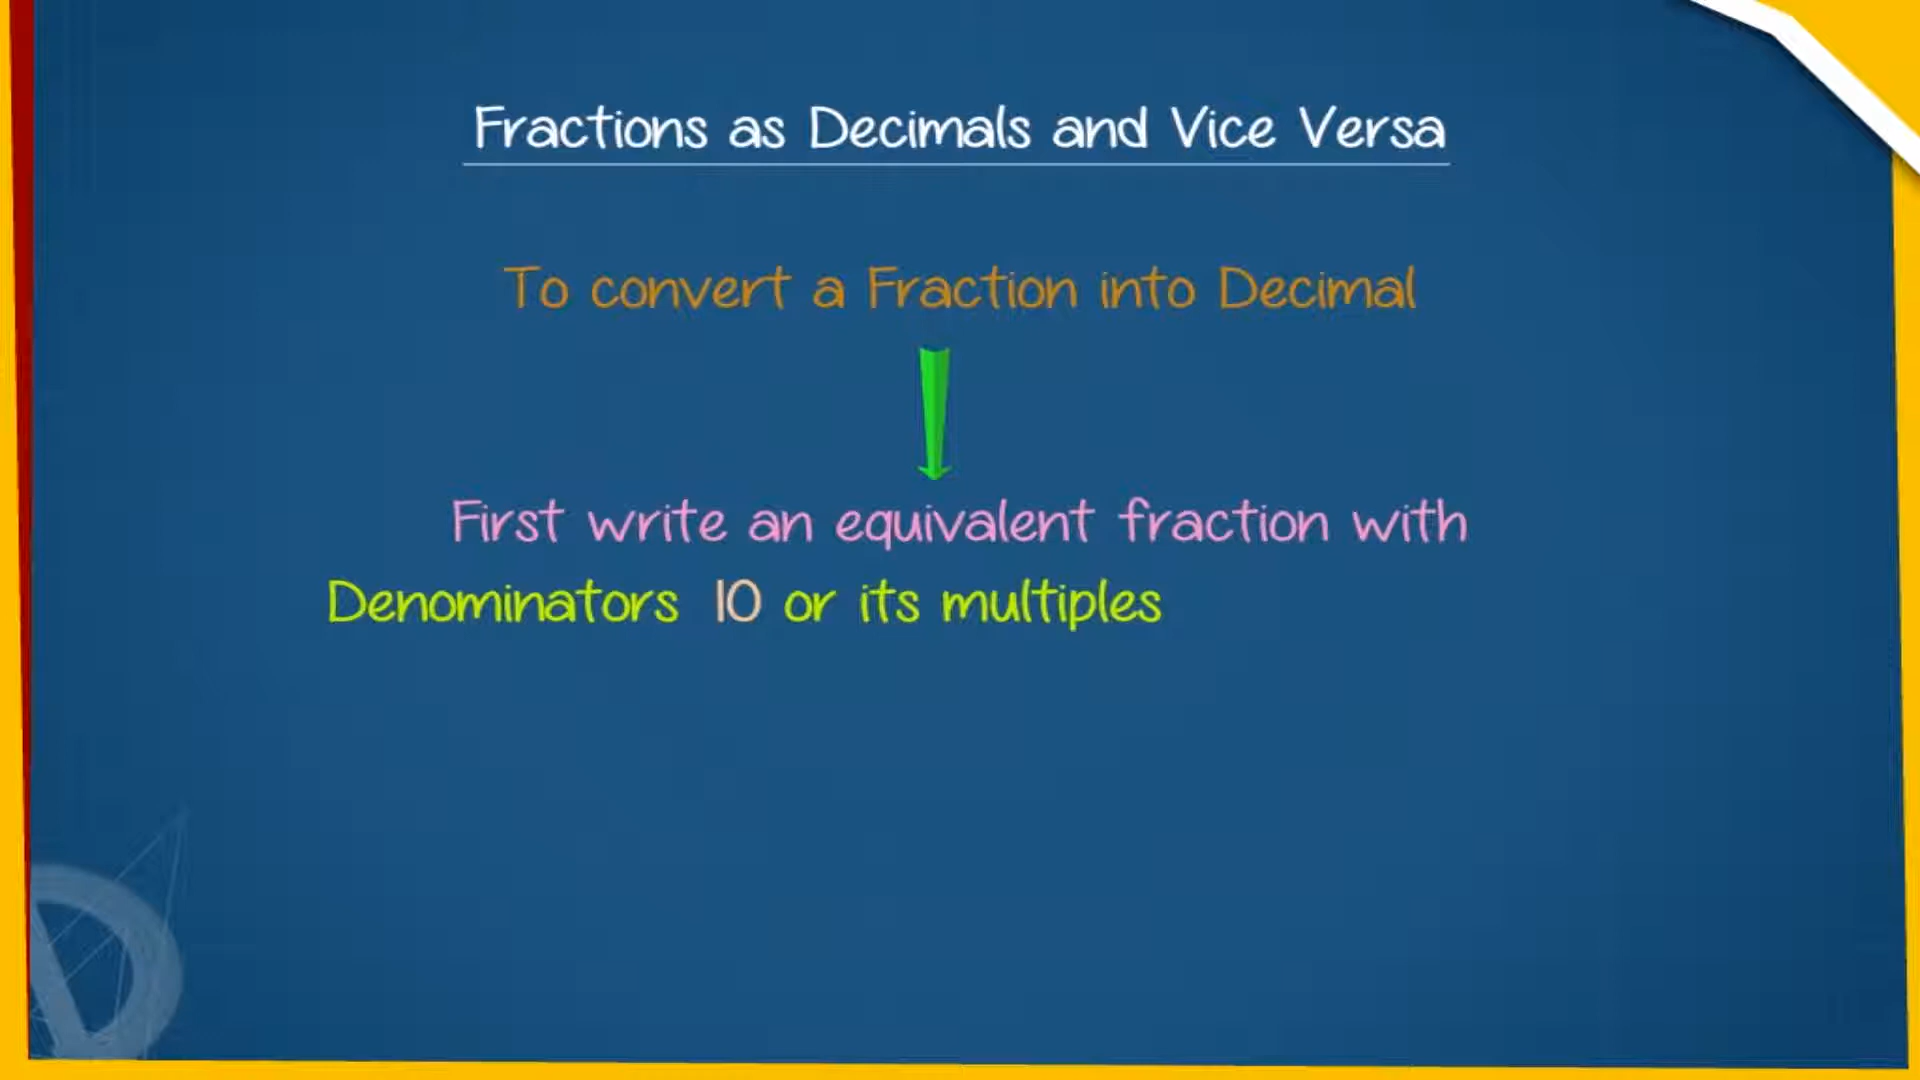 Fractions as Decimals and Vice Versa
To convert a Fraction into Decimal
First write an equivalent fraction with
Denominators 10 or its multiples